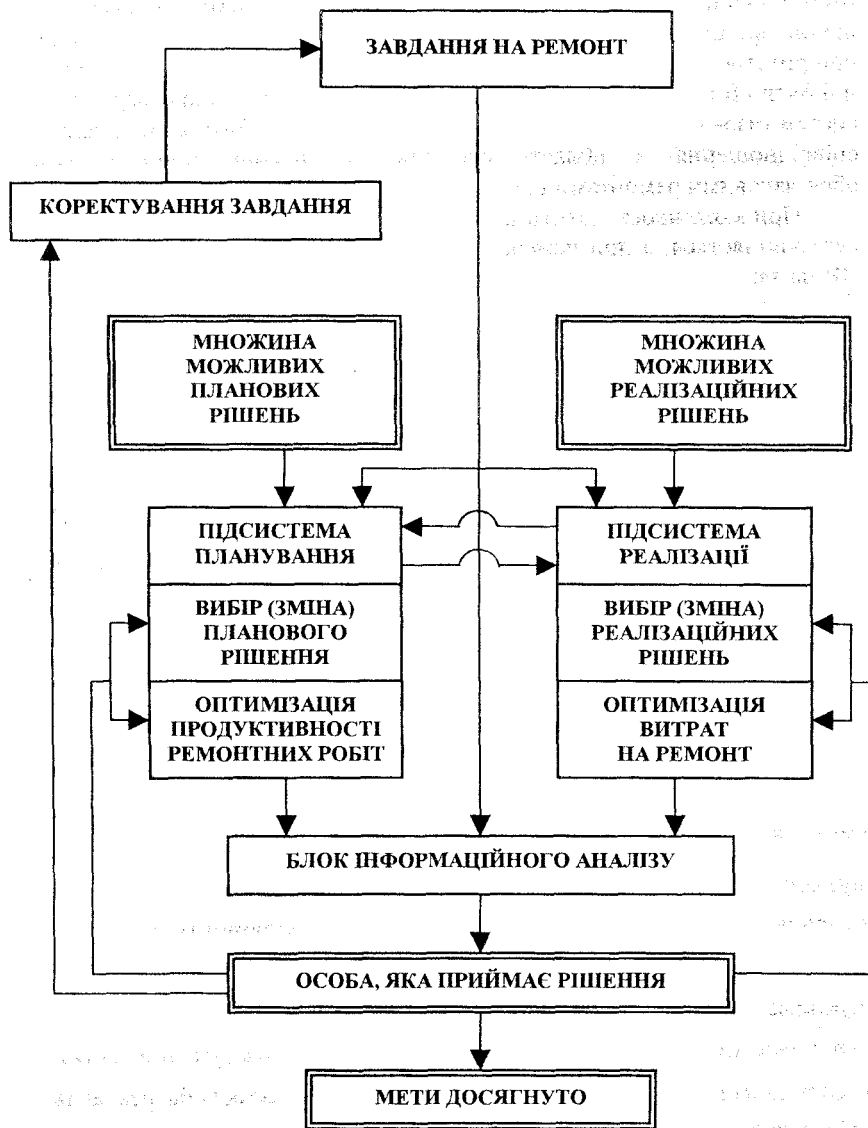 ЗАВДАННЯ НА РЕМОНТ
КОРЕКТУВАННЯ ЗАВДАННЯ
МНОЖИНА
МОЖЛИВИХ
ПЛАНОВИХ
РІШЕНЬ
МНОЖИНА
МОЖЛИВИХ
РЕАЛІЗАЦІЙНИХ
РІШЕНЬ
ПІДСИСТЕМА
ПЛАНУВАННЯ
ПІДСИСТЕМА
РЕАЛІЗАЦІЇ
ВИБІР (ЗМІНА)
ПЛАНОВОГО
РІШЕННЯ
ВИБІР (ЗМІНА)
РЕАЛІЗАЦІЙНИХ
РІШЕНЬ
ОПТИМІЗАЦІЯ
ПРОДУКТИВНОСТІ
РЕМОНТНИХ РОБІТ
ОПТИМІЗАЦІЯ
ВИТРАТ
НА РЕМОНТ
БЛОК ІНФОРМАЦІЙНОГО АНАЛІЗУ
ОСОБА, ЯКА ПРИЙМАЄ РІШЕННЯ
МЕТИ ДОСЯГНУТО